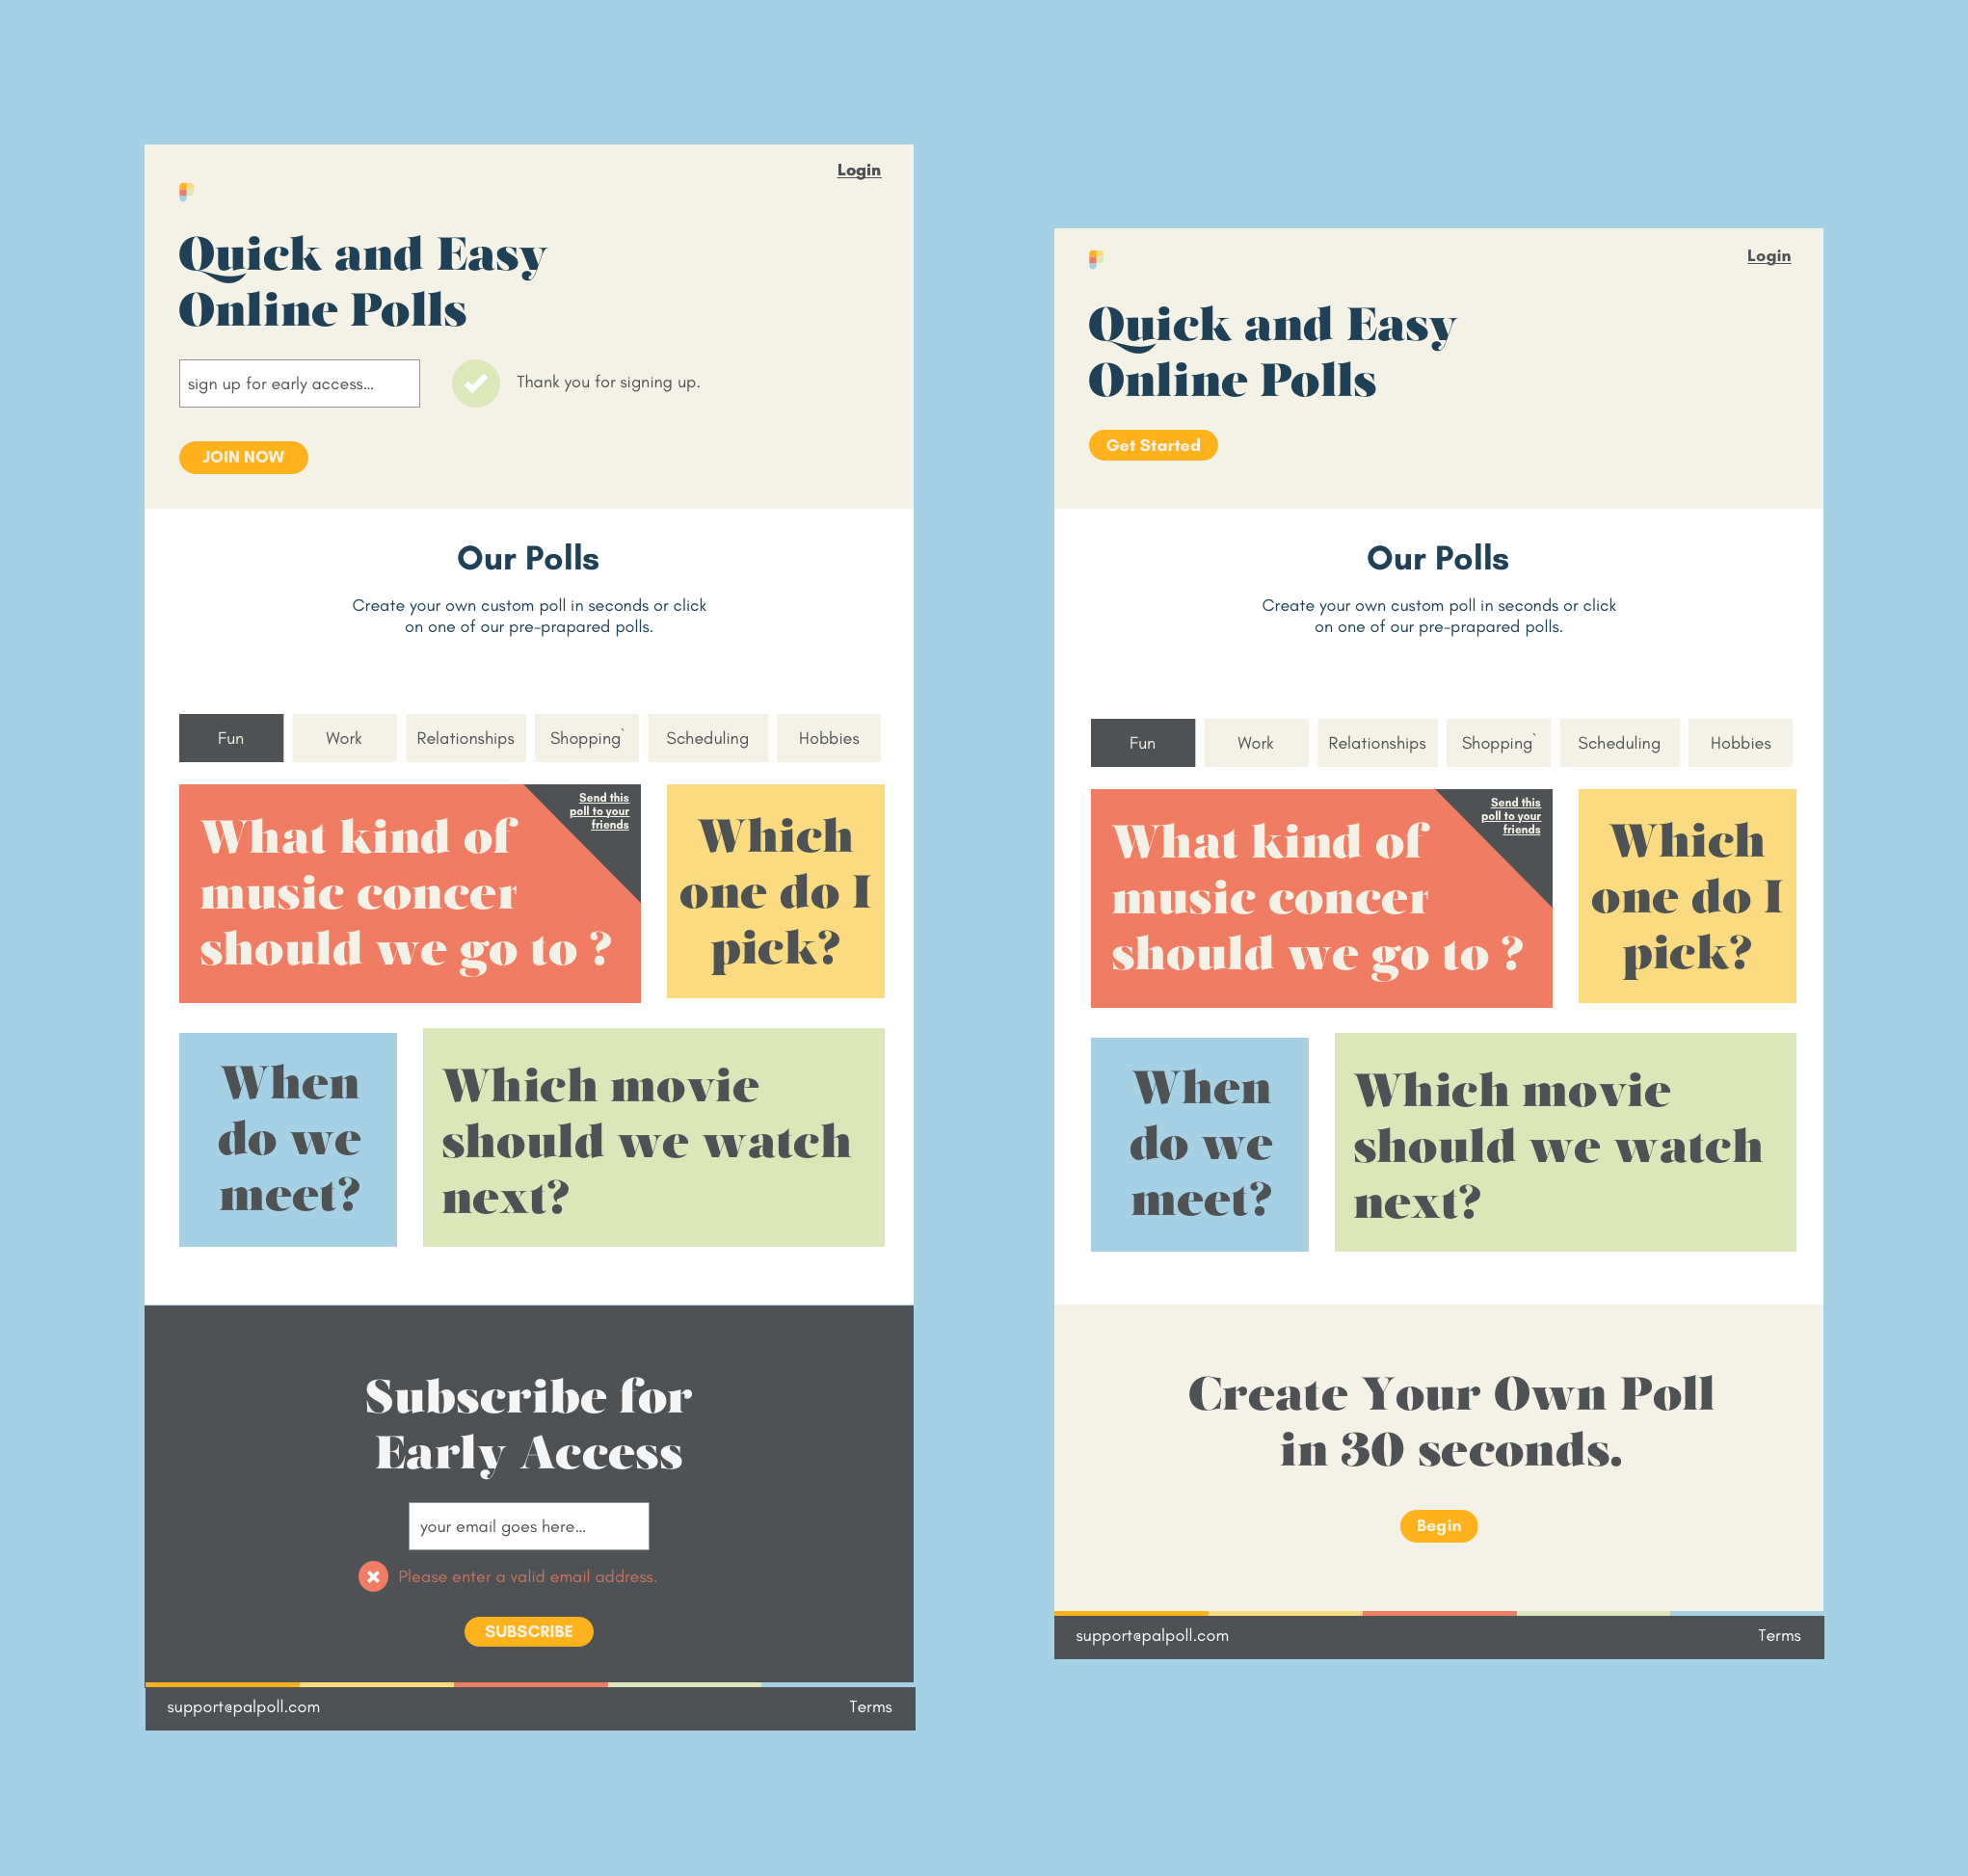 Login
Quick and Easy
Online Polls
sign up for early access...
Thank you for signing up.
JOIN NOW
Our Polls
Create your own custom poll in seconds or click
on one of our pre-prapared polls.
Fun
Work
Relationships
Shopping`
Scheduling
Hobbies
What kind of
music concer
should we go to ?
Send this
poll to your
friends
Which
one do I
pick?
When
do we
meet?
Which movie
should we watch
next?
Subscribe for
Early Access
your email goes here...
Please enter a valid email address.
SUBSCRIBE
support@palpoll.com
Terms
Login
Quick and Easy
Online Polls
Get Started
Our Polls
Create your own custom poll in seconds or click
on one of our pre-prapared polls.
Fun
Work
Relationships
Shopping`
Scheduling
Hobbies
What kind of
music concer
should we go to ?
Send this
poll to your
friends
Which
one do I
pick?
When
do we
meet?
Which movie
should we watch
next?
Create Your Own Poll
in 30 seconds.
Begin
support@palpoll.com
Terms